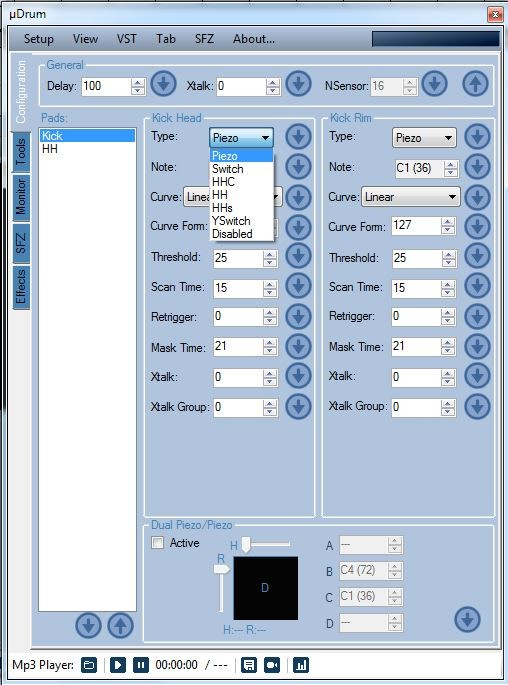 µDrum
Setup View VST Tab SFZ About...
General
Delay: 100 Xtalk: 0 NSensor: 16
Configuration
Tools
Monitor
SFZ
Effects
Pads:
Kick
HH
Kick Head
Type: Piezo
Piezo
Switch
HHC
HH
HHs
YSwitch
Disabled
Note:
Curve: Linea
Curve Form:
Threshold: 25
Scan Time: 15
Retrigger: 0
Mask Time: 21
Xtalk: 0
Xtalk Group: 0
Kick Rim
Type: Piezo
Note: C1 (36)
Curve: Linear
Curve Form: 127
Threshold: 25
Scan Time: 15
Retrigger: 0
Mask Time: 21
Xtalk: 0
Xtalk Group: 0
Dual Piezo/Piezo
Active H
R
D
H:--- R:---
A ---
B C4 (72)
C C1 (36)
D ---
Mp3 Player: 00:00:00 / ---